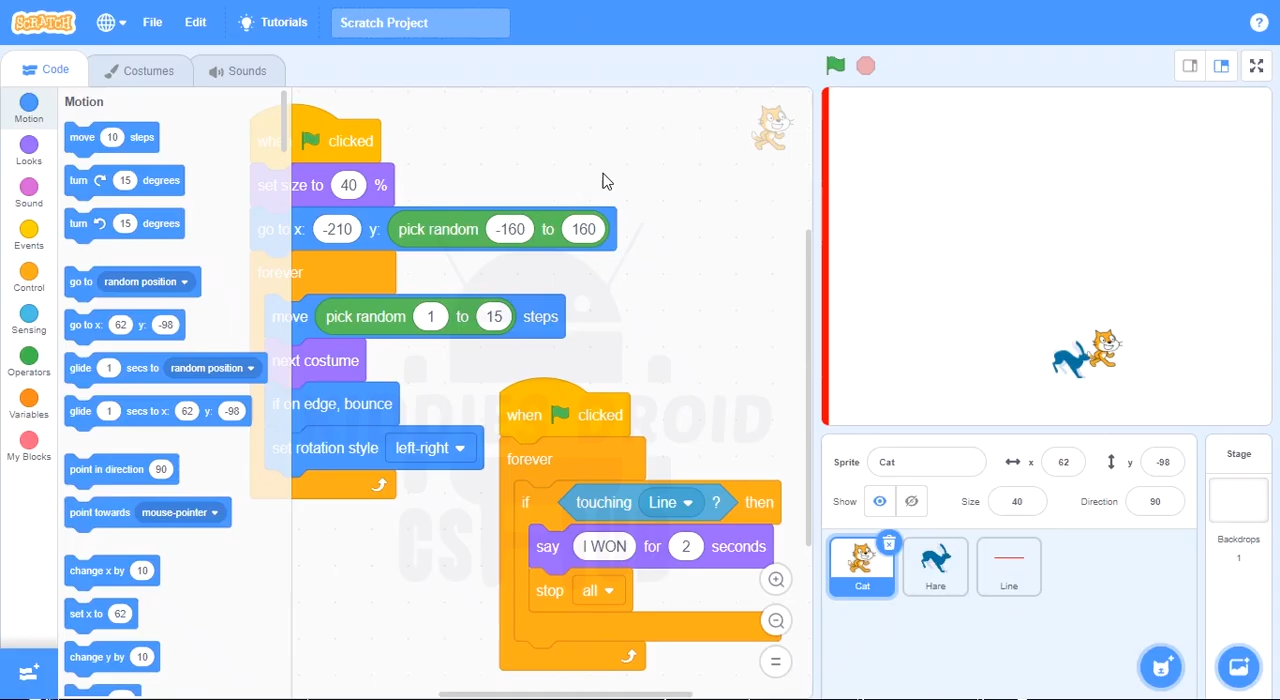 SCRATCH File Edit Tutorials Scratch Project ?
Code Costumes Sounds
Motion
Looks
Sound
Events
Control
Sensing
Operators
Variables
My Blocks
Motion
move 10 steps
turn 15 degrees
turn 15 degrees
go to random position
go to x: 62 y: -98
glide 1 secs to random position
glide 1 secs to x: 62 y: -98
point in direction 90
point towards mouse-pointer
change x by 10
set x to 62
change y by 10
when clicked
set size to 40 %
go to x: -210 y: pick random -160 to 160
forever
move pick random 1 to 15 steps
next costume
if on edge, bounce
set rotation style left-right
when clicked
forever
if touching Line ? then
say I WON for 2 seconds
stop all
Sprite Cat x 62 y -98
Show Size 40 Direction 90
Cat Hare Line
Stage
Backdrops
1